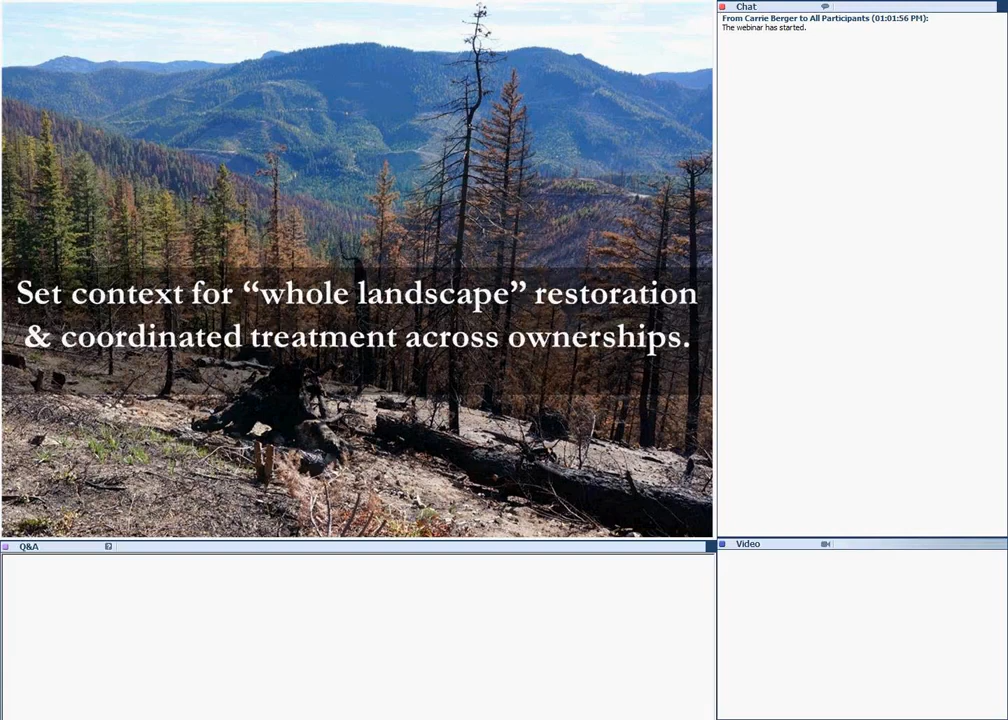 Set context for “whole landscape” restoration
& coordinated treatment across ownerships.
Chat
From Carrie Berger to All Participants (01:01:56 PM):
The webinar has started.
Q&A
Video